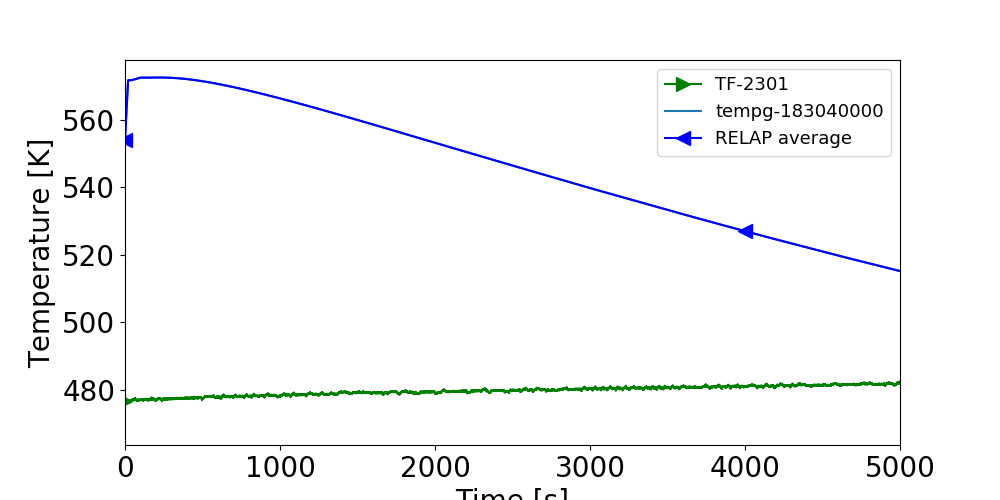 TF-2301
tempg-183040000
RELAP average
Temperature [K]
560
540
520
500
480
0 1000 2000 3000 4000 5000
Time [s]